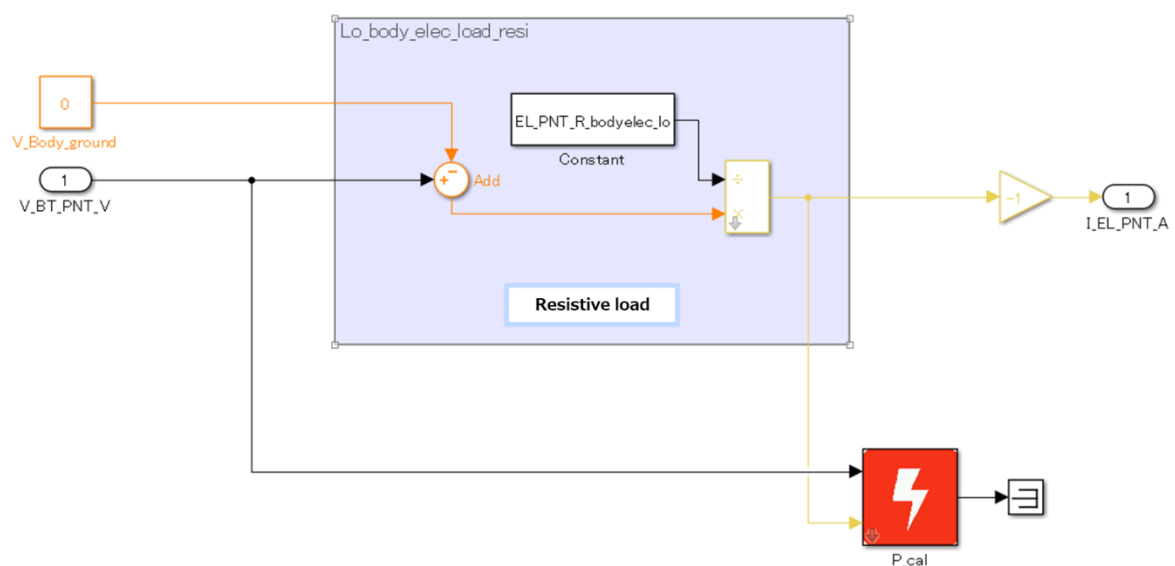 Lo_body_elec_load_resi
0
V_Body_ground
EL_PNT_R_bodyelec_lo
Constant
1
V_BT_PNT_V
+
−
Add
÷
×
-1
1
I_EL_PNT_A
Resistive load
P_cal